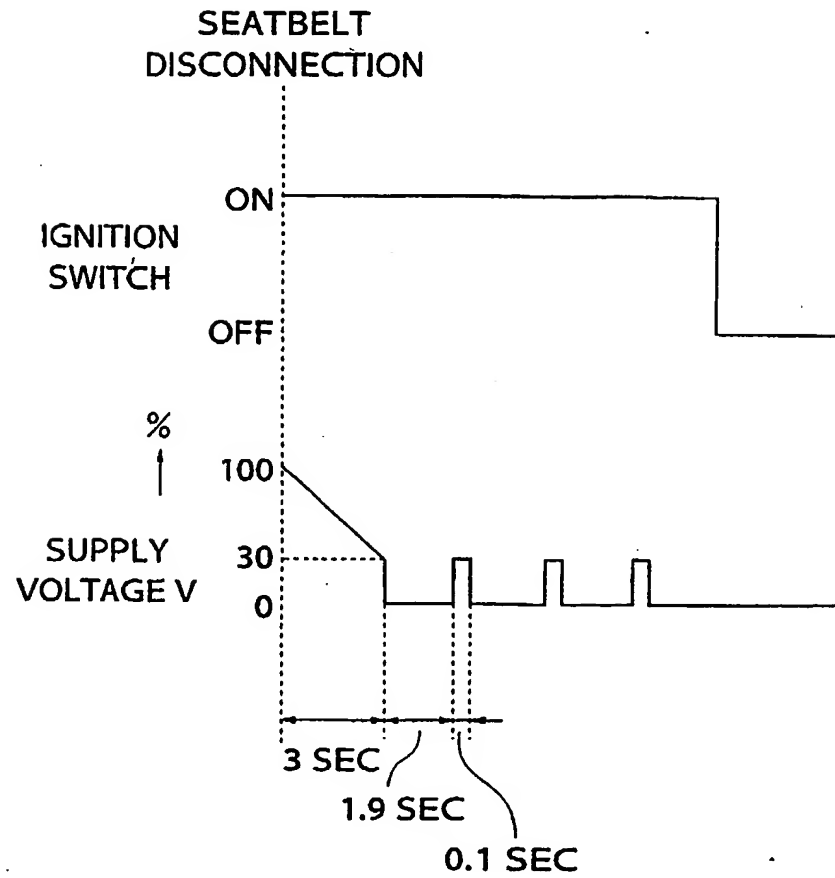 SEATBELT
DISCONNECTION
ON
IGNITION
SWITCH
OFF
%
100
SUPPLY
VOLTAGE V
30
0
3 SEC
1.9 SEC
0.1 SEC